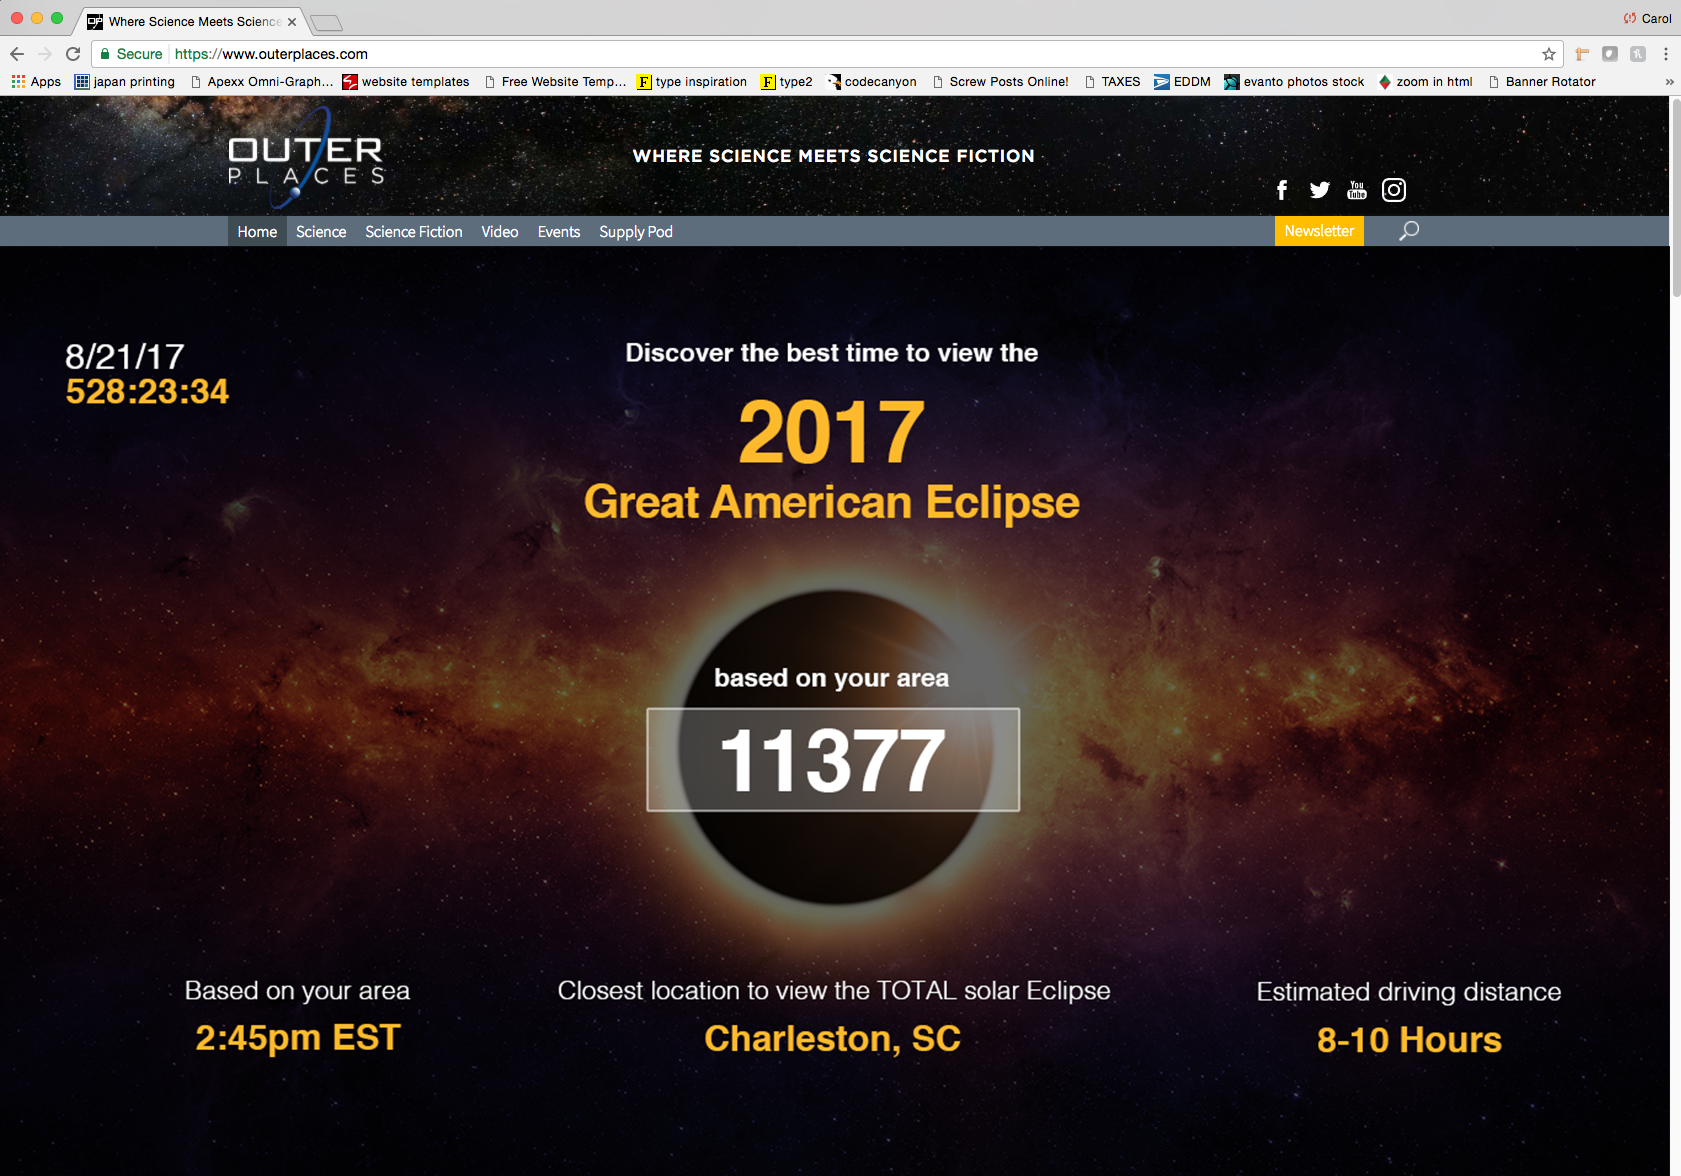 Where Science Meets Science
Carol
Secure https://www.outerplaces.com
Apps japan printing Apexx Omni-Graph... website templates Free Website Temp... F type inspiration F type2 codecanyon Screw Posts Online! TAXES EDDM evanto photos stock zoom in html Banner Rotator »
OUTER
PLACES
WHERE SCIENCE MEETS SCIENCE FICTION
You
Tube
Home Science Science Fiction Video Events Supply Pod Newsletter
8/21/17
528:23:34
Discover the best time to view the
2017
Great American Eclipse
based on your area
11377
Based on your area
2:45pm EST
Closest location to view the TOTAL solar Eclipse
Charleston, SC
Estimated driving distance
8-10 Hours